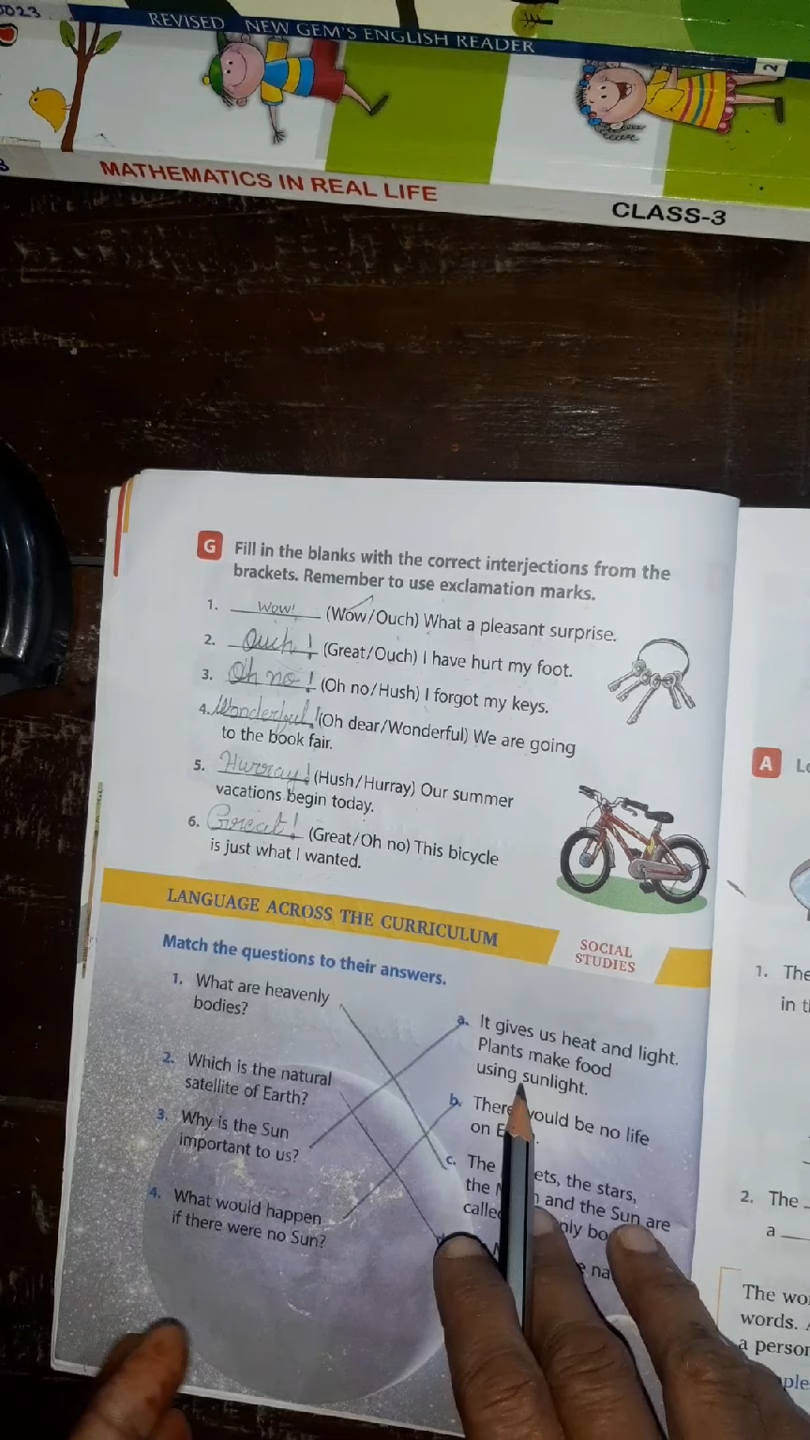 REVISED NEW GEM'S ENGLISH READER
2
MATHEMATICS IN REAL LIFE
CLASS-3
G Fill in the blanks with the correct interjections from the
brackets. Remember to use exclamation marks.
1. Wow! (Wow/Ouch) What a pleasant surprise.
2. Ouch! (Great/Ouch) I have hurt my foot.
3. Oh no! (Oh no/Hush) I forgot my keys.
4. Wonderful! (Oh dear/Wonderful) We are going
to the book fair.
5. Hurray! (Hush/Hurray) Our summer
vacations begin today.
6. Great! (Great/Oh no) This bicycle
is just what I wanted.
LANGUAGE ACROSS THE CURRICULUM
SOCIAL
STUDIES
Match the questions to their answers.
1. What are heavenly
bodies?
2. Which is the natural
satellite of Earth?
3. Why is the Sun
important to us?
4. What would happen
if there were no Sun?
a. It gives us heat and light.
Plants make food
using sunlight.
b. There would be no life
on
c. The ets, the stars,
the and the Sun are
A
1. The
in
2. The
a
The
words.
a